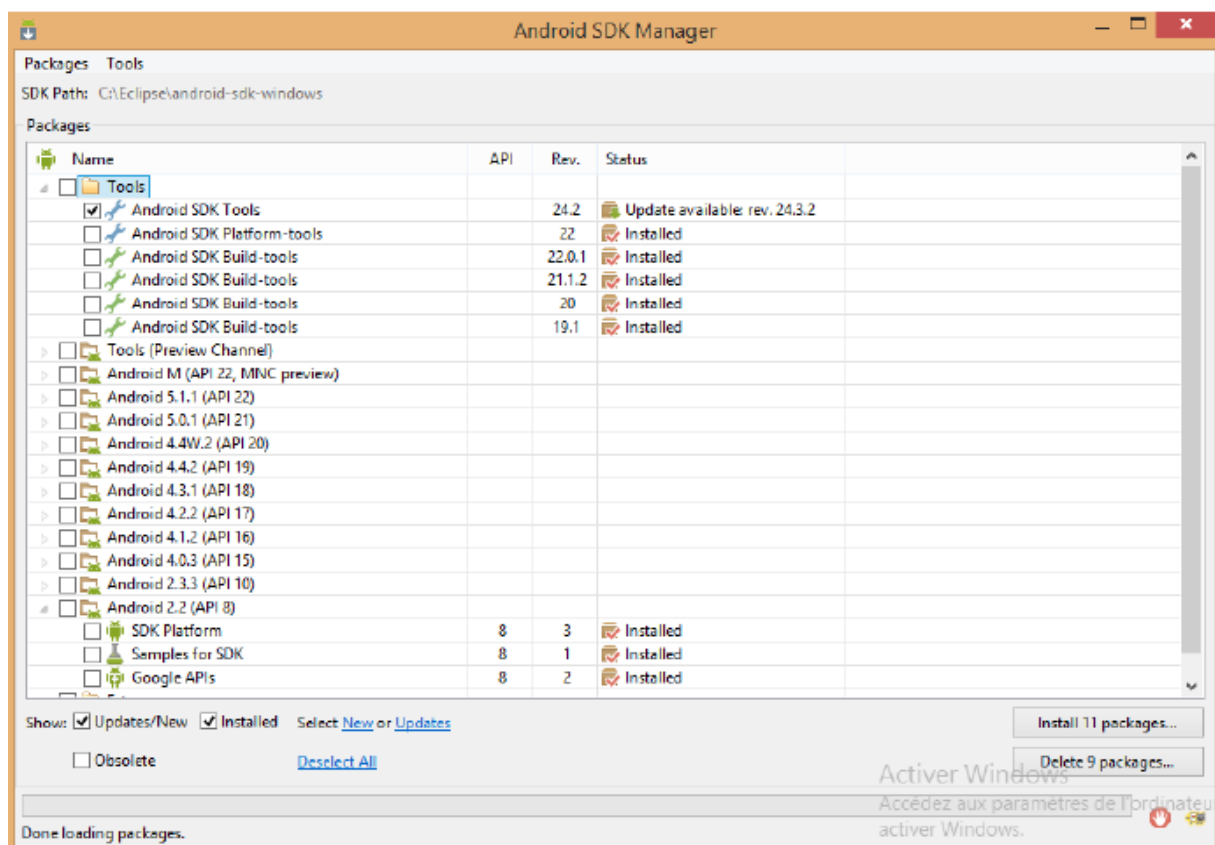 Android SDK Manager
Packages Tools
SDK Path: C:\Eclipse\android-sdk-windows
Packages
Name API Rev. Status
Tools
Android SDK Tools 24.2 Update available: rev. 24.3.2
Android SDK Platform-tools 22 Installed
Android SDK Build-tools 22.0.1 Installed
Android SDK Build-tools 21.1.2 Installed
Android SDK Build-tools 20 Installed
Android SDK Build-tools 19.1 Installed
Tools (Preview Channel)
Android M (API 22, MNC preview)
Android 5.1.1 (API 22)
Android 5.0.1 (API 21)
Android 4.4W.2 (API 20)
Android 4.4.2 (API 19)
Android 4.3.1 (API 18)
Android 4.2.2 (API 17)
Android 4.1.2 (API 16)
Android 4.0.3 (API 15)
Android 2.3.3 (API 10)
Android 2.2 (API 8)
SDK Platform 8 3 Installed
Samples for SDK 8 1 Installed
Google APIs 8 2 Installed
Show: Updates/New Installed Select New or Updates Install 11 packages...
Obsolete Deselect All Delete 9 packages...
Activer Windows
Accédez aux paramètres de l'ordinateu
activer Windows.
Done loading packages.